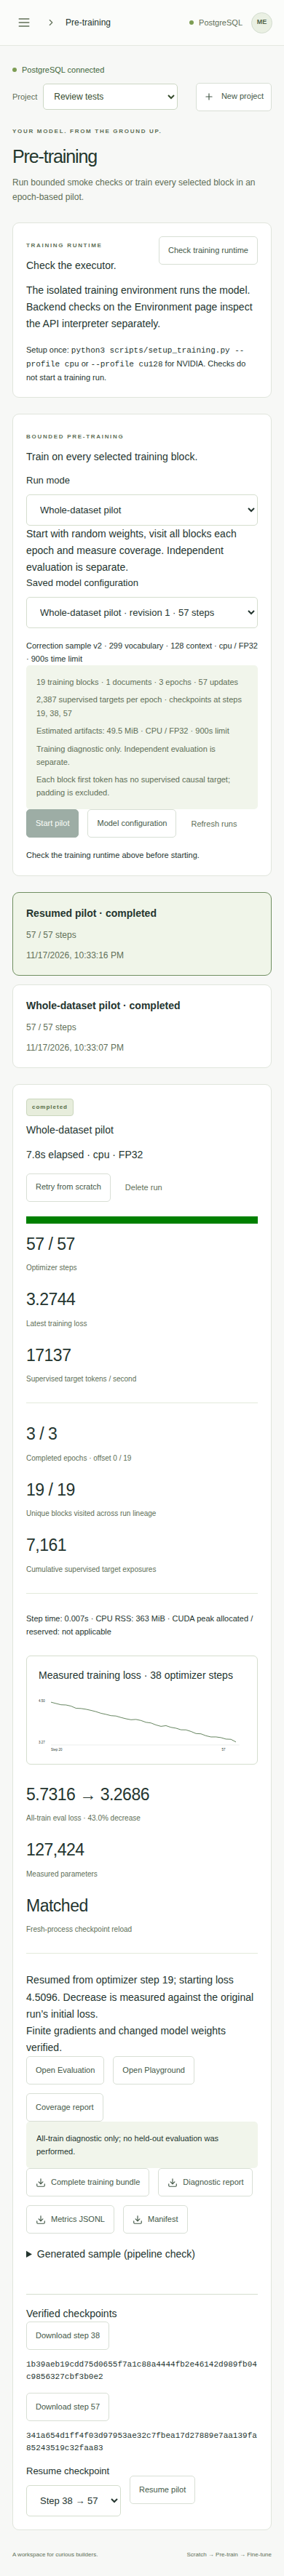 Pre-training
PostgreSQL
ME
PostgreSQL connected
Project
Review tests
New project
YOUR MODEL. FROM THE GROUND UP.
Pre-training
Run bounded smoke checks or train every selected block in an
epoch-based pilot.
TRAINING RUNTIME
Check training runtime
Check the executor.
The isolated training environment runs the model.
Backend checks on the Environment page inspect
the API interpreter separately.
Setup once: python3 scripts/setup_training.py --
profile cpu or --profile cu128 for NVIDIA. Checks do
not start a training run.
BOUNDED PRE-TRAINING
Train on every selected training block.
Run mode
Whole-dataset pilot
Start with random weights, visit all blocks each
epoch and measure coverage. Independent
evaluation is separate.
Saved model configuration
Whole-dataset pilot · revision 1 · 57 steps
Correction sample v2 · 299 vocabulary · 128 context · cpu / FP32
· 900s time limit
19 training blocks · 1 documents · 3 epochs · 57 updates
2,387 supervised targets per epoch · checkpoints at steps
19, 38, 57
Estimated artifacts: 49.5 MiB · CPU / FP32 · 900s limit
Training diagnostic only. Independent evaluation is
separate.
Each block first token has no supervised causal target;
padding is excluded.
Start pilot
Model configuration
Refresh runs
Check the training runtime above before starting.
Resumed pilot · completed
57 / 57 steps
11/17/2026, 10:33:16 PM
Whole-dataset pilot · completed
57 / 57 steps
11/17/2026, 10:33:07 PM
completed
Whole-dataset pilot
7.8s elapsed · cpu · FP32
Retry from scratch
Delete run
57 / 57
Optimizer steps
3.2744
Latest training loss
17137
Supervised target tokens / second
3 / 3
Completed epochs · offset 0 / 19
19 / 19
Unique blocks visited across run lineage
7,161
Cumulative supervised target exposures
Step time: 0.007s · CPU RSS: 363 MiB · CUDA peak allocated /
reserved: not applicable
Measured training loss · 38 optimizer steps
Step 20
57
5.7316 → 3.2686
All-train eval loss · 43.0% decrease
127,424
Measured parameters
Matched
Fresh-process checkpoint reload
Resumed from optimizer step 19; starting loss
4.5096. Decrease is measured against the original
run's initial loss.
Finite gradients and changed model weights
verified.
Open Evaluation
Open Playground
Coverage report
All-train diagnostic only; no held-out evaluation was
performed.
Complete training bundle
Diagnostic report
Metrics JSONL
Manifest
Generated sample (pipeline check)
Verified checkpoints
Download step 38
1b39aeb19cdd75d0655f7a1c88a4444fb2e46142d989fb04
c9856327cbf3b0e2
Download step 57
341a654d1ff4f03d97953ae32c7fbea17d27889e7aa139fa
85243519c32faa83
Resume checkpoint
Step 38 → 57
Resume pilot
A workspace for curious builders.
Scratch → Pre-train → Fine-tune